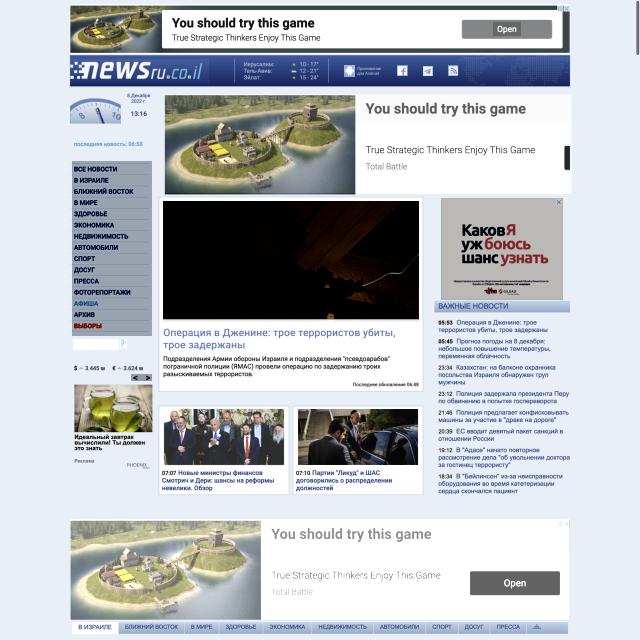 You should try this game
True Strategic Thinkers Enjoy This Game
Open
NEWSru.co.il
Иерусалим: 10 - 17°
Тель-Авив: 12 - 21°
Эйлат: 15 - 24°
Приложение
для Android
8 Декабря
2022 г.
13:16
последняя новость: 06:50
You should try this game
True Strategic Thinkers Enjoy This Game
Total Battle
ВСЕ НОВОСТИ
В ИЗРАИЛЕ
БЛИЖНИЙ ВОСТОК
В МИРЕ
ЗДОРОВЬЕ
ЭКОНОМИКА
НЕДВИЖИМОСТЬ
АВТОМОБИЛИ
СПОРТ
ДОСУГ
ПРЕССА
ФОТОРЕПОРТАЖИ
АФИША
АРХИВ
ВЫБОРЫ
$ — 3.445 ₪ € — 3.624 ₪
Идеальный завтрак
вычислили! Ты должен
это знать
Реклама
PHOENIX
Операция в Дженине: трое террористов убиты,
трое задержаны
Подразделения Армии обороны Израиля и подразделения "псевдоарабов"
пограничной полиции (ЯМАС) провели операцию по задержанию троих
разыскиваемых террористов.
Последнее обновление 06:48
07:07 Новые министры финансов
Смотрич и Дери: шансы на реформы
невелики. Обзор
07:10 Партии "Ликуд" и ШАС
договорились о распределении
должностей
КаковЯ
уж боюсь
шанс узнать
GILEAD
ВАЖНЫЕ НОВОСТИ
05:53 Операция в Дженине: трое
террористов убиты, трое задержаны
05:45 Прогноз погоды на 8 декабря:
небольшое повышение температуры,
переменная облачность
23:34 Казахстан: на балконе охранника
посольства Израиля обнаружен труп
мужчины
23:12 Полиция задержала президента Перу
по обвинению в попытке госпереворота
21:46 Полиция предлагает конфисковывать
машины за участие в "драке на дороге"
20:39 ЕС вводит девятый пакет санкций в
отношении России
19:12 В "Адасе" начато повторное
рассмотрение дела "об увольнении доктора
за гостинец террористу"
18:34 В "Бейлинсон" из-за неисправности
оборудования во время катетеризации
сердца скончался пациент
You should try this game
True Strategic Thinkers Enjoy This Game
Total Battle
Open
В ИЗРАИЛЕ БЛИЖНИЙ ВОСТОК В МИРЕ ЗДОРОВЬЕ ЭКОНОМИКА НЕДВИЖИМОСТЬ АВТОМОБИЛИ СПОРТ ДОСУГ ПРЕССА